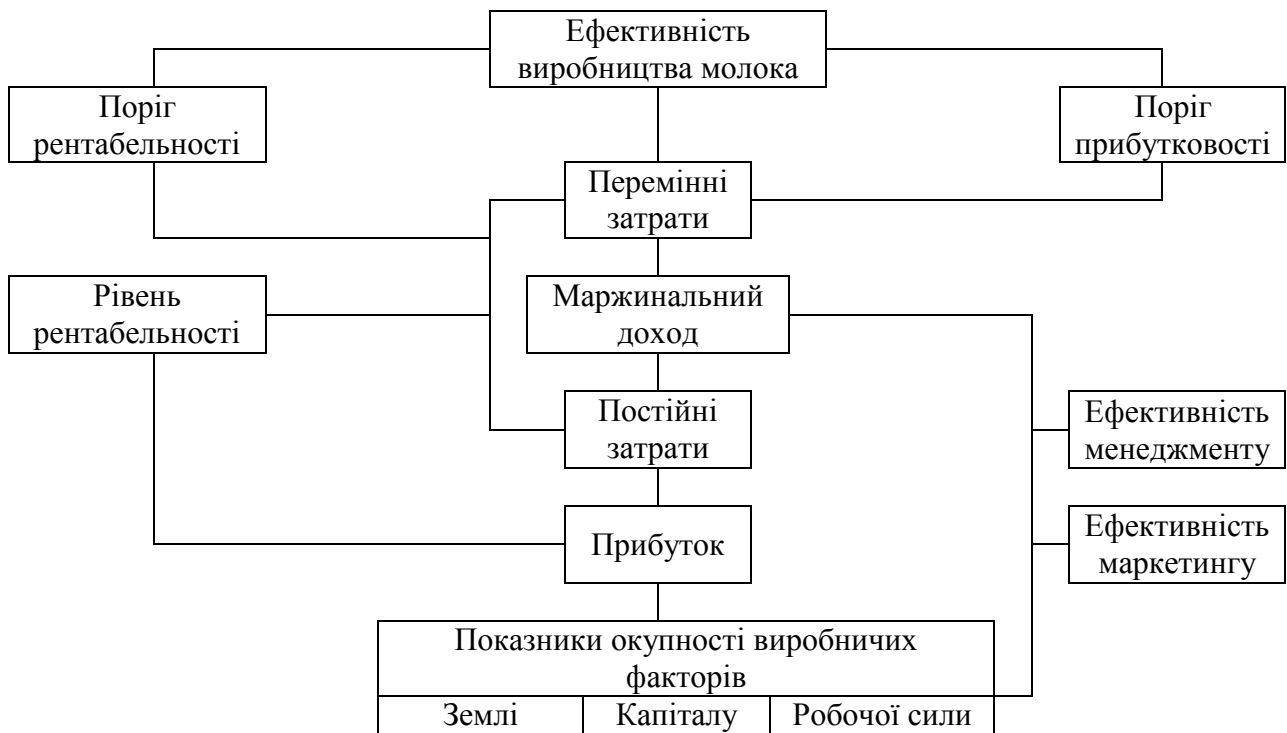 Ефективність
виробництва молока
Поріг
рентабельності
Поріг
прибутковості
Перемінні
затрати
Рівень
рентабельності
Маржинальний
доход
Постійні
затрати
Ефективність
менеджменту
Прибуток
Ефективність
маркетингу
Показники окупності виробничих
факторів
Землі Капіталу Робочої сили